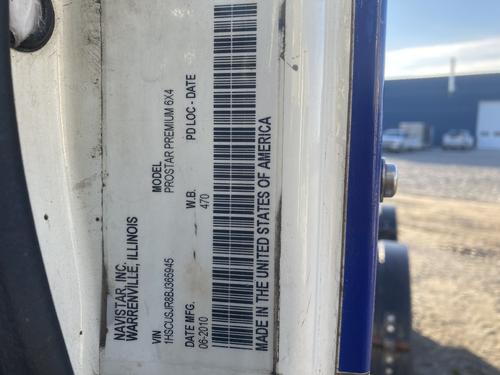 NAVISTAR, INC.
WARRENVILLE, ILLINOIS
VIN MODEL
1HSCUSJR8BJ365945 PROSTAR PREMIUM 6X4
DATE MFG. W.B. PD LOC - DATE
06-2010 470
MADE IN THE UNITED STATES OF AMERICA